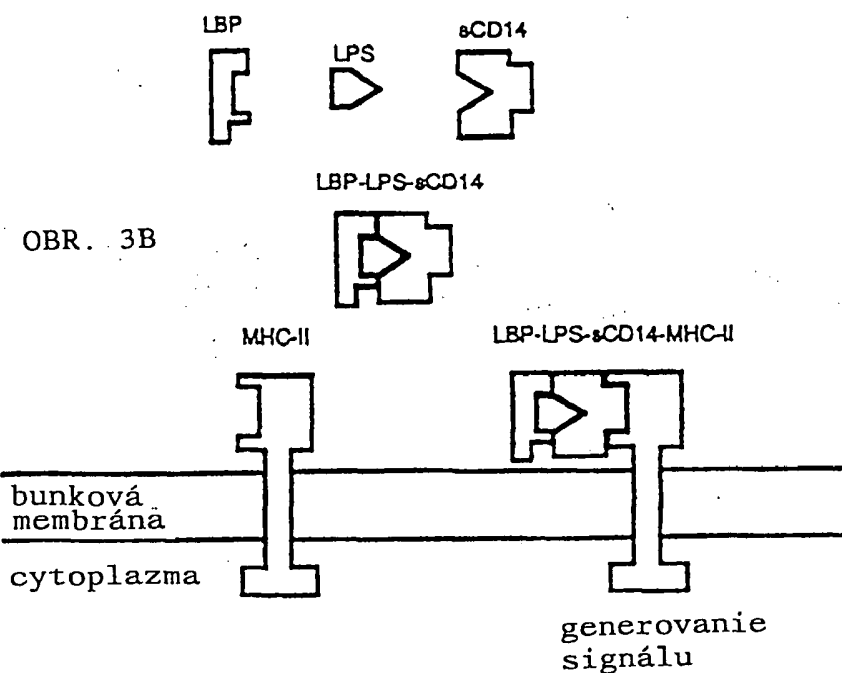 LBP
LPS
sCD14
LBP-LPS-sCD14
OBR. 3B
MHC-II
LBP-LPS-sCD14-MHC-II
bunková
membrána
cytoplazma
generovanie
signálu